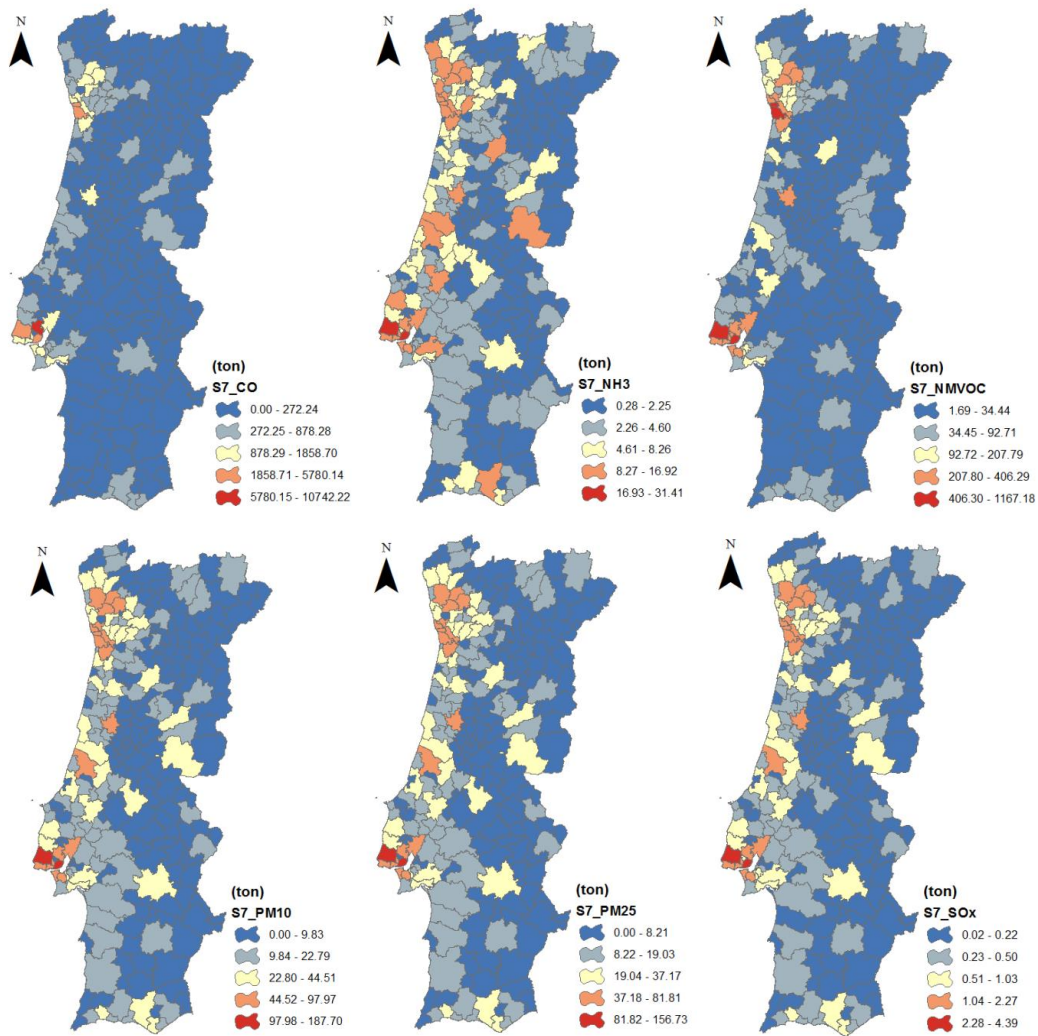 N
(ton)
S7_CO
0.00 - 272.24
272.25 - 878.28
878.29 - 1858.70
1858.71 - 5780.14
5780.15 - 10742.22
N
(ton)
S7_NH3
0.28 - 2.25
2.26 - 4.60
4.61 - 8.26
8.27 - 16.92
16.93 - 31.41
N
(ton)
S7_NMVOC
1.69 - 34.44
34.45 - 92.71
92.72 - 207.79
207.80 - 406.29
406.30 - 1167.18
N
(ton)
S7_PM10
0.00 - 9.83
9.84 - 22.79
22.80 - 44.51
44.52 - 97.97
97.98 - 187.70
N
(ton)
S7_PM25
0.00 - 8.21
8.22 - 19.03
19.04 - 37.17
37.18 - 81.81
81.82 - 156.73
N
(ton)
S7_SOx
0.02 - 0.22
0.23 - 0.50
0.51 - 1.03
1.04 - 2.27
2.28 - 4.39